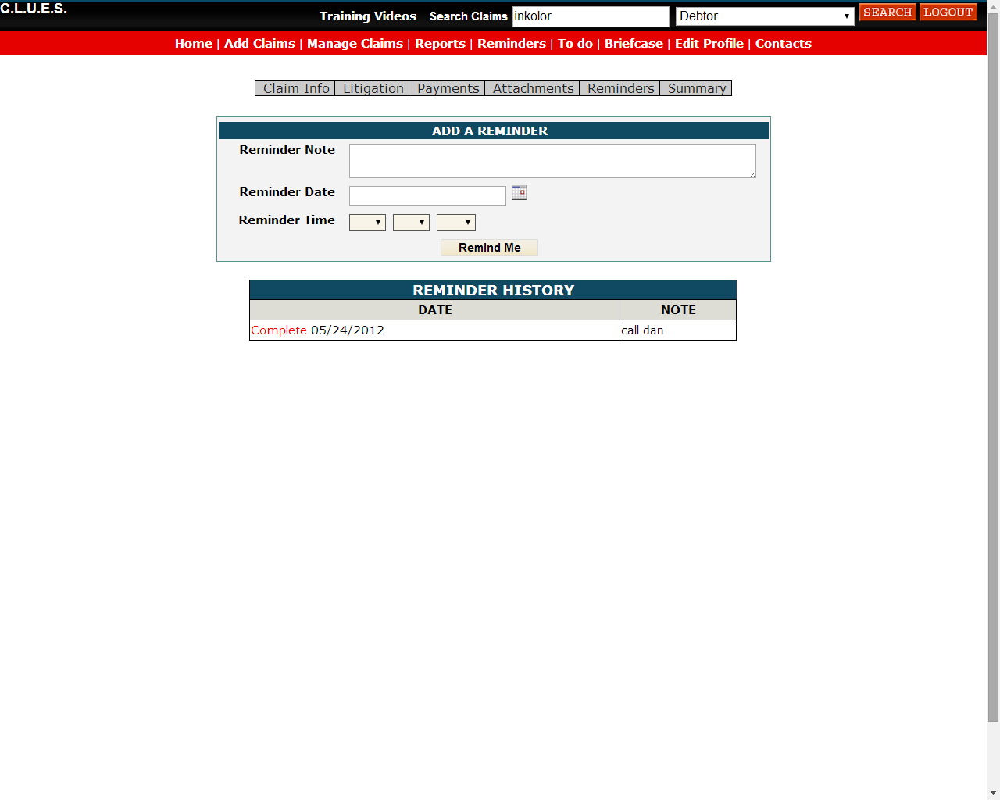 C.L.U.E.S.
Training Videos Search Claims inkolor Debtor SEARCH LOGOUT
Home | Add Claims | Manage Claims | Reports | Reminders | To do | Briefcase | Edit Profile | Contacts
Claim Info Litigation Payments Attachments Reminders Summary
ADD A REMINDER
Reminder Note
Reminder Date
Reminder Time
Remind Me
REMINDER HISTORY
DATE NOTE
Complete 05/24/2012 call dan